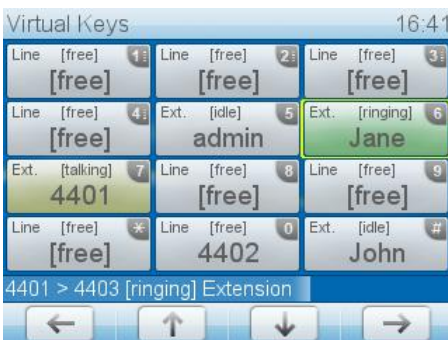 Virtual Keys 16:41
Line [free] 1 Line [free] 2 Line [free] 3
[free] [free] [free]
Line [free] 4 Ext. [idle] 5 Ext. [ringing] 6
[free] admin Jane
Ext. [talking] 7 Line [free] 8 Line [free] 9
4401 [free] [free]
Line [free] * Line [free] 0 Ext. [idle] #
[free] 4402 John
4401 > 4403 [ringing] Extension